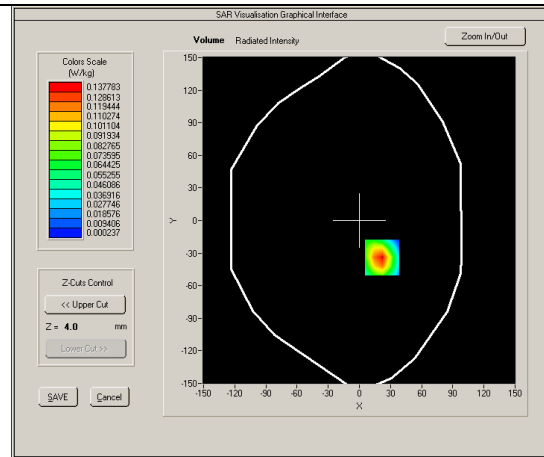 SAR Visualisation Graphical Interface
Volume Radiated Intensity
Zoom In/Out
Colors Scale
(W/kg)
0.137783
0.128613
0.119444
0.110274
0.101104
0.091934
0.082765
0.073595
0.064425
0.055255
0.046086
0.036916
0.027746
0.018576
0.009406
0.000237
Z-Cuts Control
<< Upper Cut
Z = 4.0 mm
Lower Cut >>
SAVE Cancel
150
120
90
60
30
0
-30
-60
-90
-120
-150
Y
-150 -120 -90 -60 -30 0 30 60 90 120 150
X